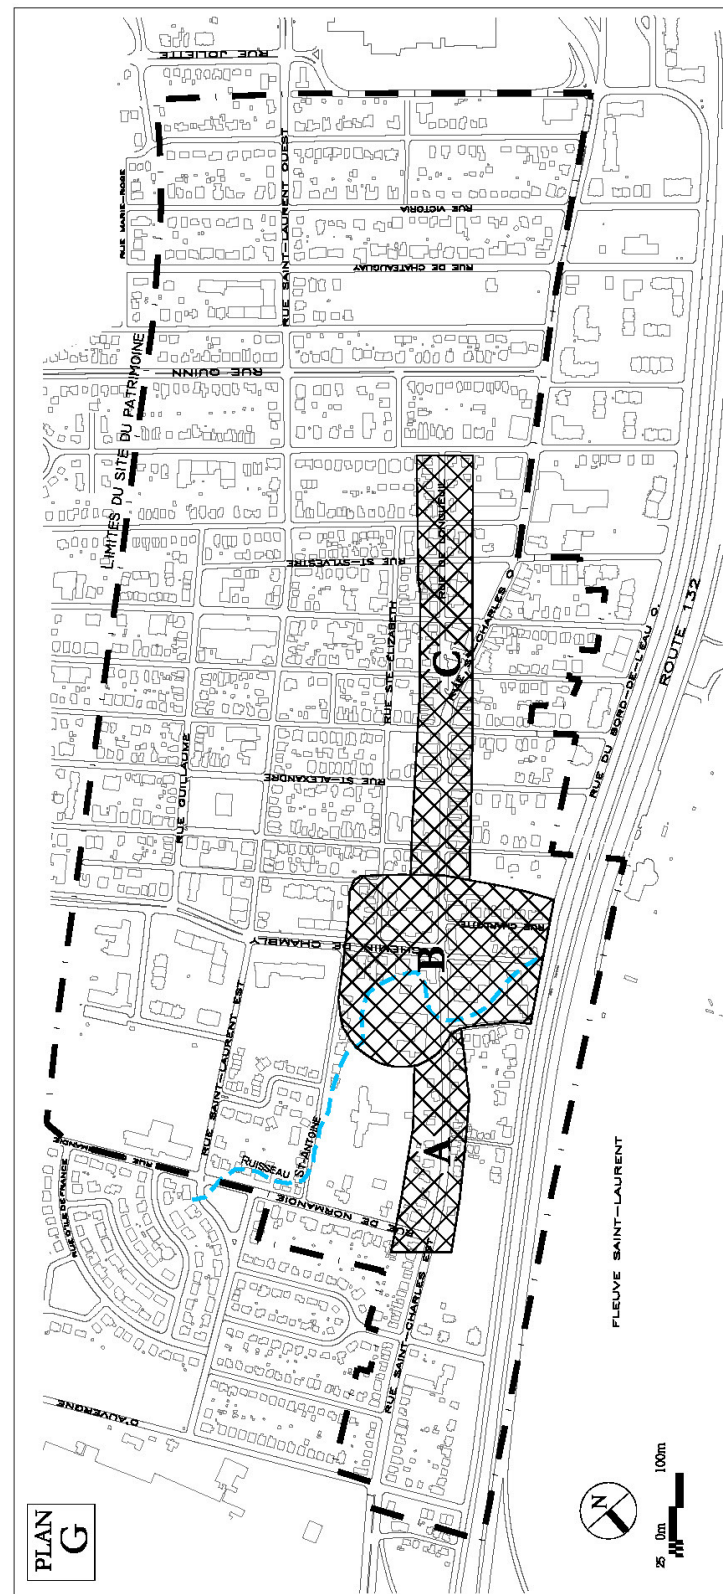 RUE JOLIETTE
RUE MARIE-ROSE
RUE SAINT-LAURENT OUEST
RUE VICTORIA
RUE DE CHATEAUGUAY
LIMITES DU SITE DU PATRIMOINE
RUE QUINN
RUE ST-SYLVESTRE
RUE DE LONGUEUIL
RUE STE-ELIZABETH
C
RUE ST-CHARLES O
RUE DU BORD-DE-L'EAU O.
ROUTE 132
RUE GUILLAUME
RUE ST-ALEXANDRE
CHEMIN DE CHAMBLY
RUE CHARLOTTE
B
RUE SAINT-LAURENT EST
Ruisseau ST-ANTOINE
A
RUE DE NORMANDIE
RUE D'ILE DE FRANCE
RUE SAINT-CHARLES EST
FLEUVE SAINT-LAURENT
D'AUVERGNE
PLAN
G
N
25 0m 100m